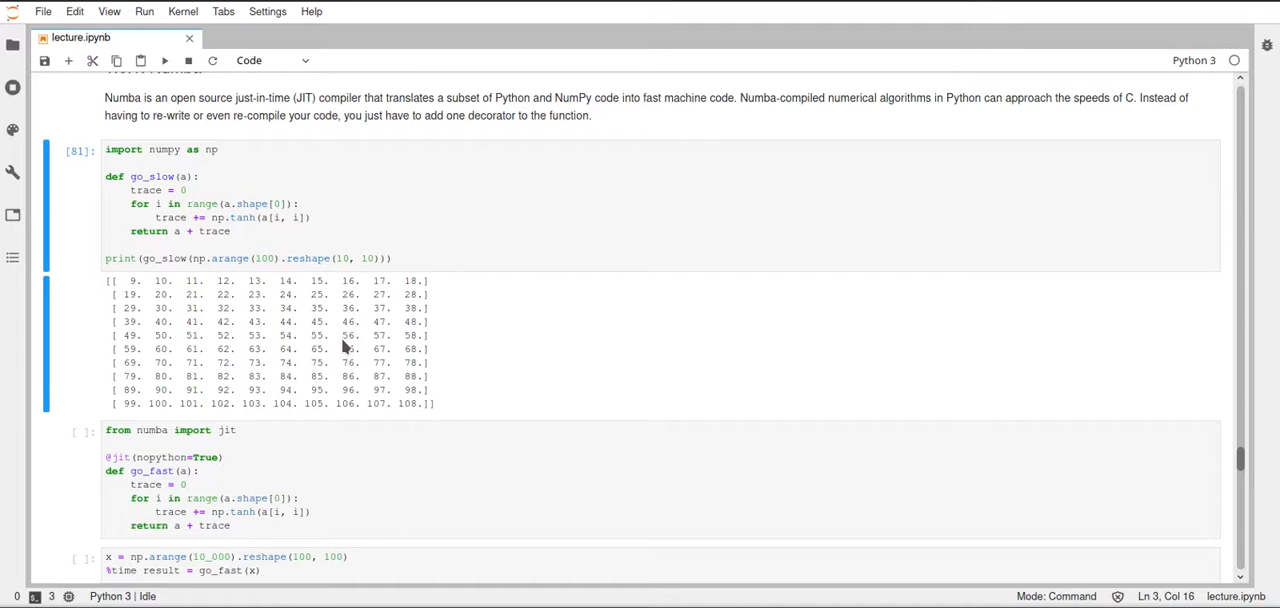 File Edit View Run Kernel Tabs Settings Help
lecture.ipynb
Code
Python 3
Numba is an open source just-in-time (JIT) compiler that translates a subset of Python and NumPy code into fast machine code. Numba-compiled numerical algorithms in Python can approach the speeds of C. Instead of
having to re-write or even re-compile your code, you just have to add one decorator to the function.
[81]: import numpy as np
def go_slow(a):
    trace = 0
    for i in range(a.shape[0]):
        trace += np.tanh(a[i, i])
    return a + trace
print(go_slow(np.arange(100).reshape(10, 10)))
[[  9.  10.  11.  12.  13.  14.  15.  16.  17.  18.]
 [ 19.  20.  21.  22.  23.  24.  25.  26.  27.  28.]
 [ 29.  30.  31.  32.  33.  34.  35.  36.  37.  38.]
 [ 39.  40.  41.  42.  43.  44.  45.  46.  47.  48.]
 [ 49.  50.  51.  52.  53.  54.  55.  56.  57.  58.]
 [ 59.  60.  61.  62.  63.  64.  65.  67.  68.]
 [ 69.  70.  71.  72.  73.  74.  75.  76.  77.  78.]
 [ 79.  80.  81.  82.  83.  84.  85.  86.  87.  88.]
 [ 89.  90.  91.  92.  93.  94.  95.  96.  97.  98.]
 [ 99. 100. 101. 102. 103. 104. 105. 106. 107. 108.]]
[ ]: from numba import jit
@jit(nopython=True)
def go_fast(a):
    trace = 0
    for i in range(a.shape[0]):
        trace += np.tanh(a[i, i])
    return a + trace
[ ]: x = np.arange(10_000).reshape(100, 100)
%time result = go_fast(x)
0 3 Python 3 | Idle Mode: Command Ln 3, Col 16 lecture.ipynb